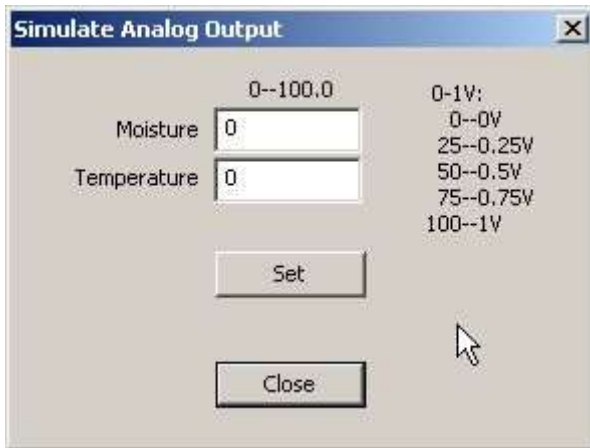 Simulate Analog Output
0--100.0
Moisture 0
Temperature 0
0-1V:
0--0V
25--0.25V
50--0.5V
75--0.75V
100--1V
Set
Close